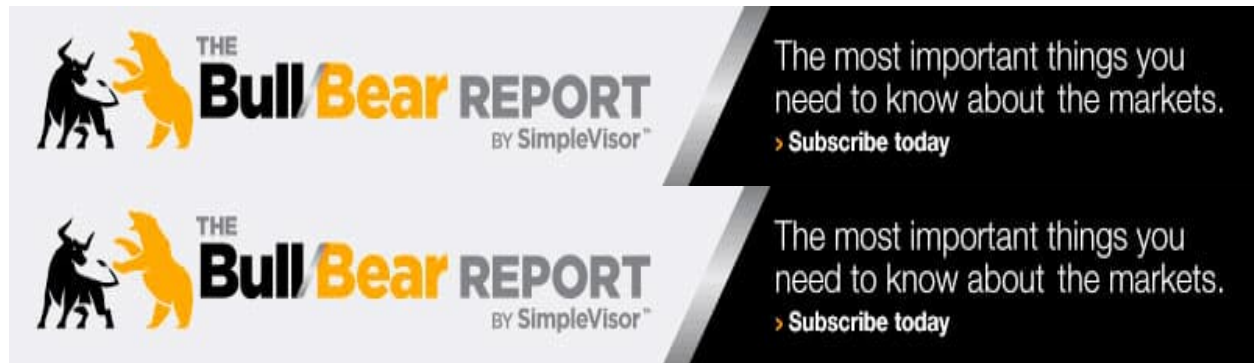 THE
Bull/Bear REPORT
BY SimpleVisor™
The most important things you
need to know about the markets.
› Subscribe today
THE
Bull/Bear REPORT
BY SimpleVisor™
The most important things you
need to know about the markets.
› Subscribe today